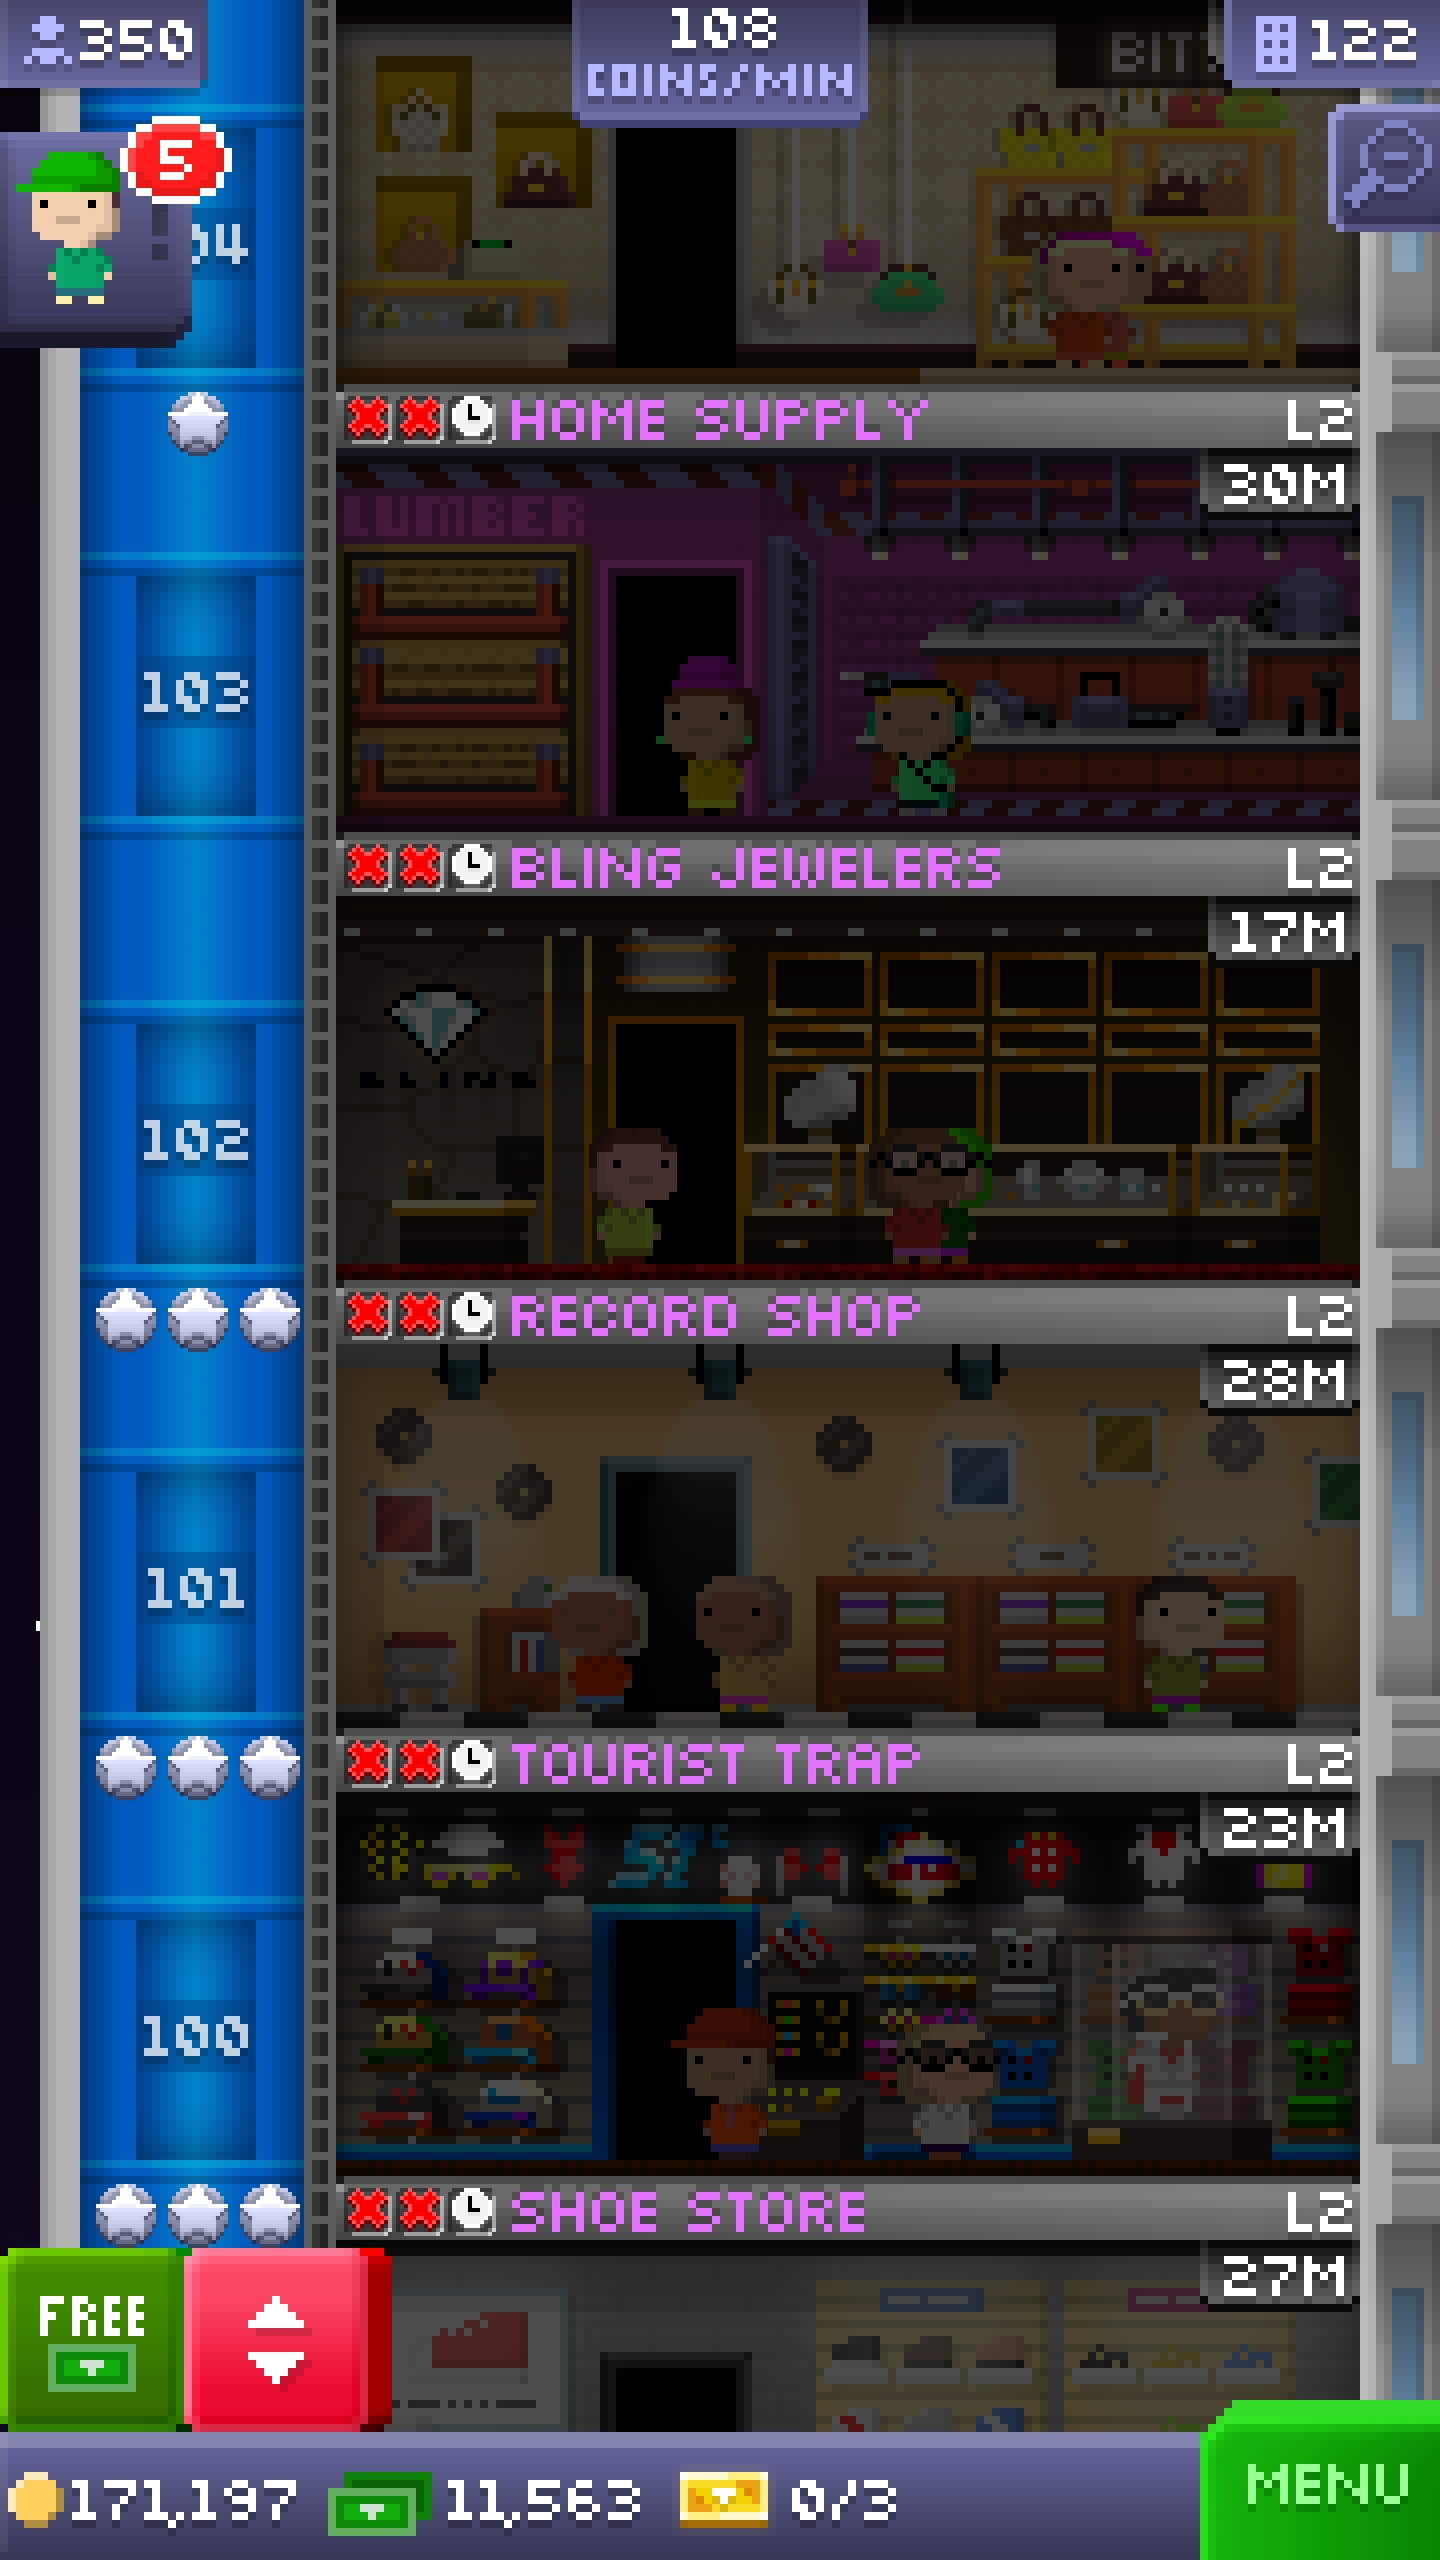 350
108
COINS/MIN
122
5
HOME SUPPLY
L2
30M
LUMBER
103
BLING JEWELERS
L2
17M
BLING
102
RECORD SHOP
L2
28M
101
TOURIST TRAP
L2
23M
100
SHOE STORE
L2
27M
FREE
171,197
11,563
0/3
MENU